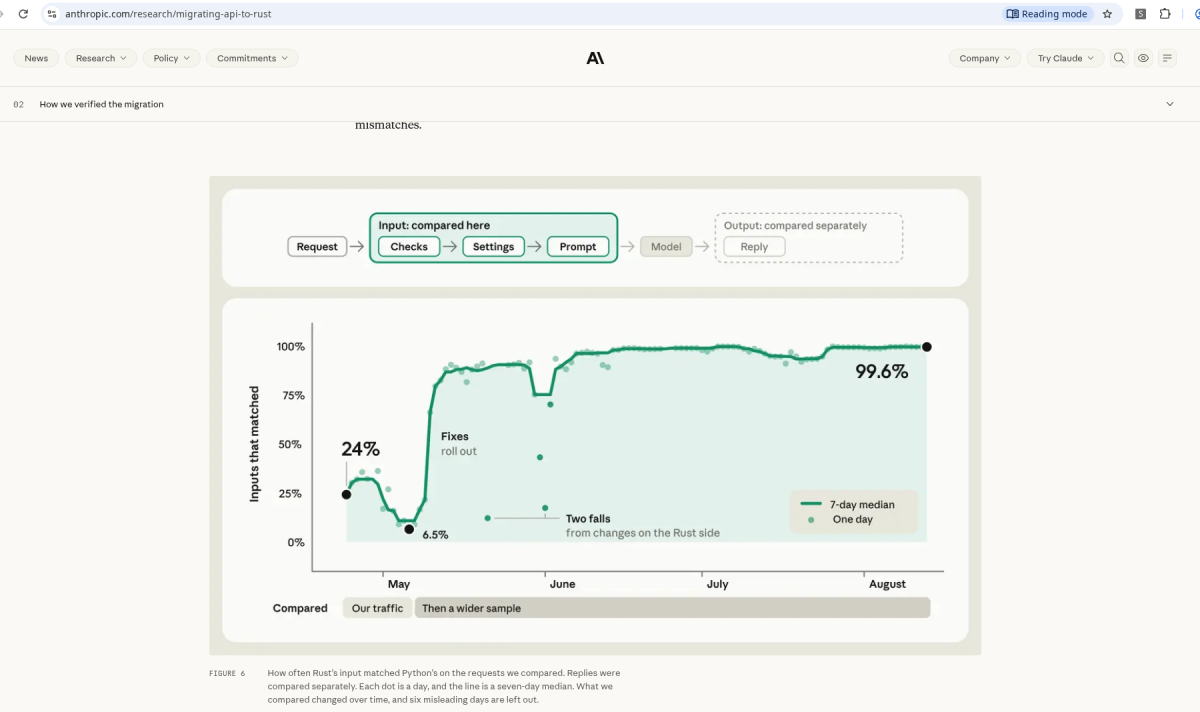 anthropic.com/research/migrating-api-to-rust
Reading mode
S
News
Research
Policy
Commitments
A\
Company
Try Claude
02 How we verified the migration
mismatches.
Input: compared here
Output: compared separately
Request
Checks
Settings
Prompt
Model
Reply
Inputs that matched
100%
75%
50%
25%
0%
24%
6.5%
Fixes
roll out
Two falls
from changes on the Rust side
99.6%
7-day median
One day
May
June
July
August
Compared
Our traffic
Then a wider sample
FIGURE 6
How often Rust's input matched Python's on the requests we compared. Replies were
compared separately. Each dot is a day, and the line is a seven-day median. What we
compared changed over time, and six misleading days are left out.